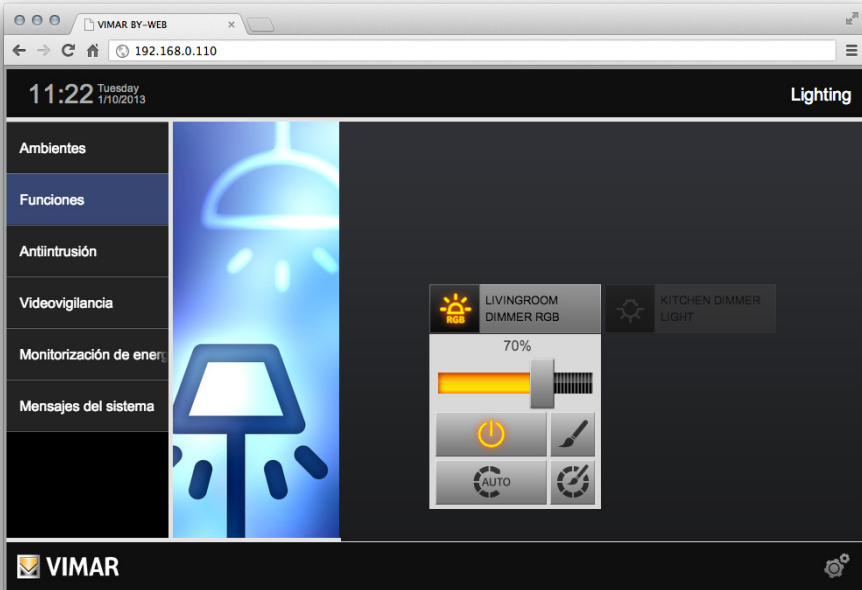 VIMAR BY-WEB
192.168.0.110
11:22
Tuesday
1/10/2013
Lighting
Ambientes
Funciones
Antiintrusión
Videovigilancia
Monitorización de energ
Mensajes del sistema
LIVINGROOM
DIMMER RGB
RGB
KITCHEN DIMMER
LIGHT
70%
AUTO
VIMAR